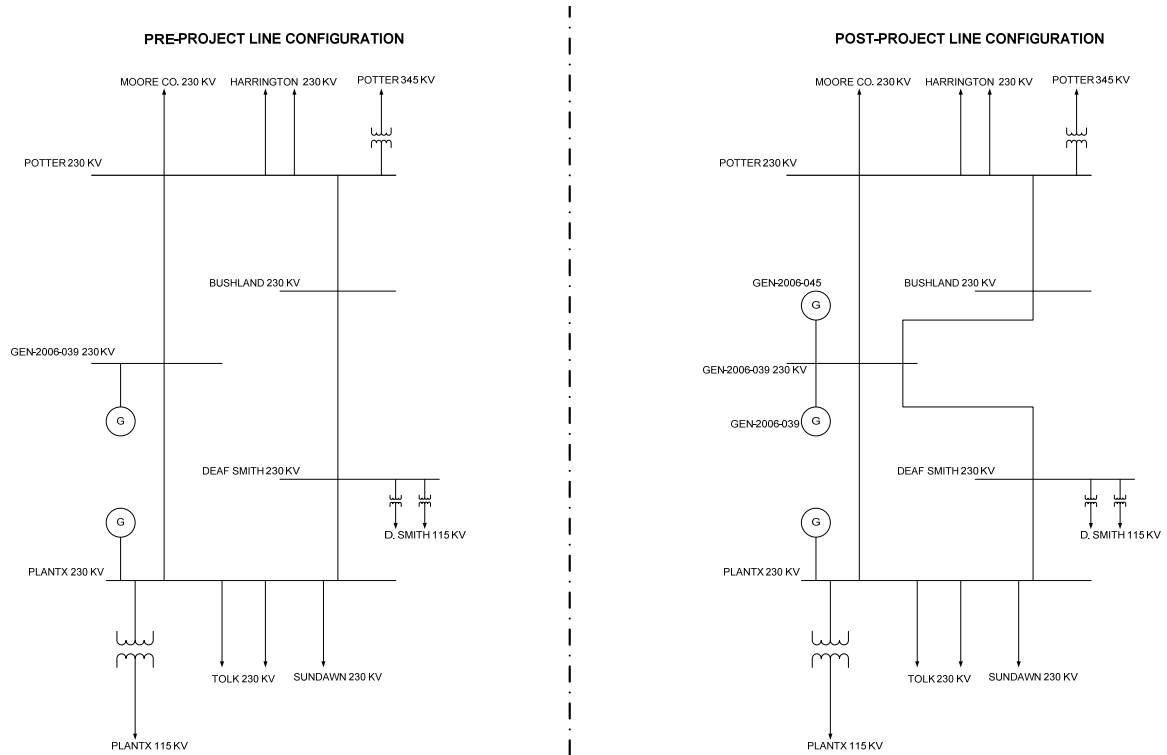 PRE-PROJECT LINE CONFIGURATION
MOORE CO. 230 KV
HARRINGTON 230 KV
POTTER 345 KV
POTTER 230 KV
BUSHLAND 230 KV
GEN-2006-039 230 KV
G
DEAF SMITH 230 KV
G
D. SMITH 115 KV
PLANTX 230 KV
TOLK 230 KV
SUNDAWN 230 KV
PLANTX 115 KV
POST-PROJECT LINE CONFIGURATION
MOORE CO. 230 KV
HARRINGTON 230 KV
POTTER 345 KV
POTTER 230 KV
GEN-2006-045
BUSHLAND 230 KV
G
GEN-2006-039 230 KV
GEN-2006-039
G
DEAF SMITH 230 KV
G
D. SMITH 115 KV
PLANTX 230 KV
TOLK 230 KV
SUNDAWN 230 KV
PLANTX 115 KV